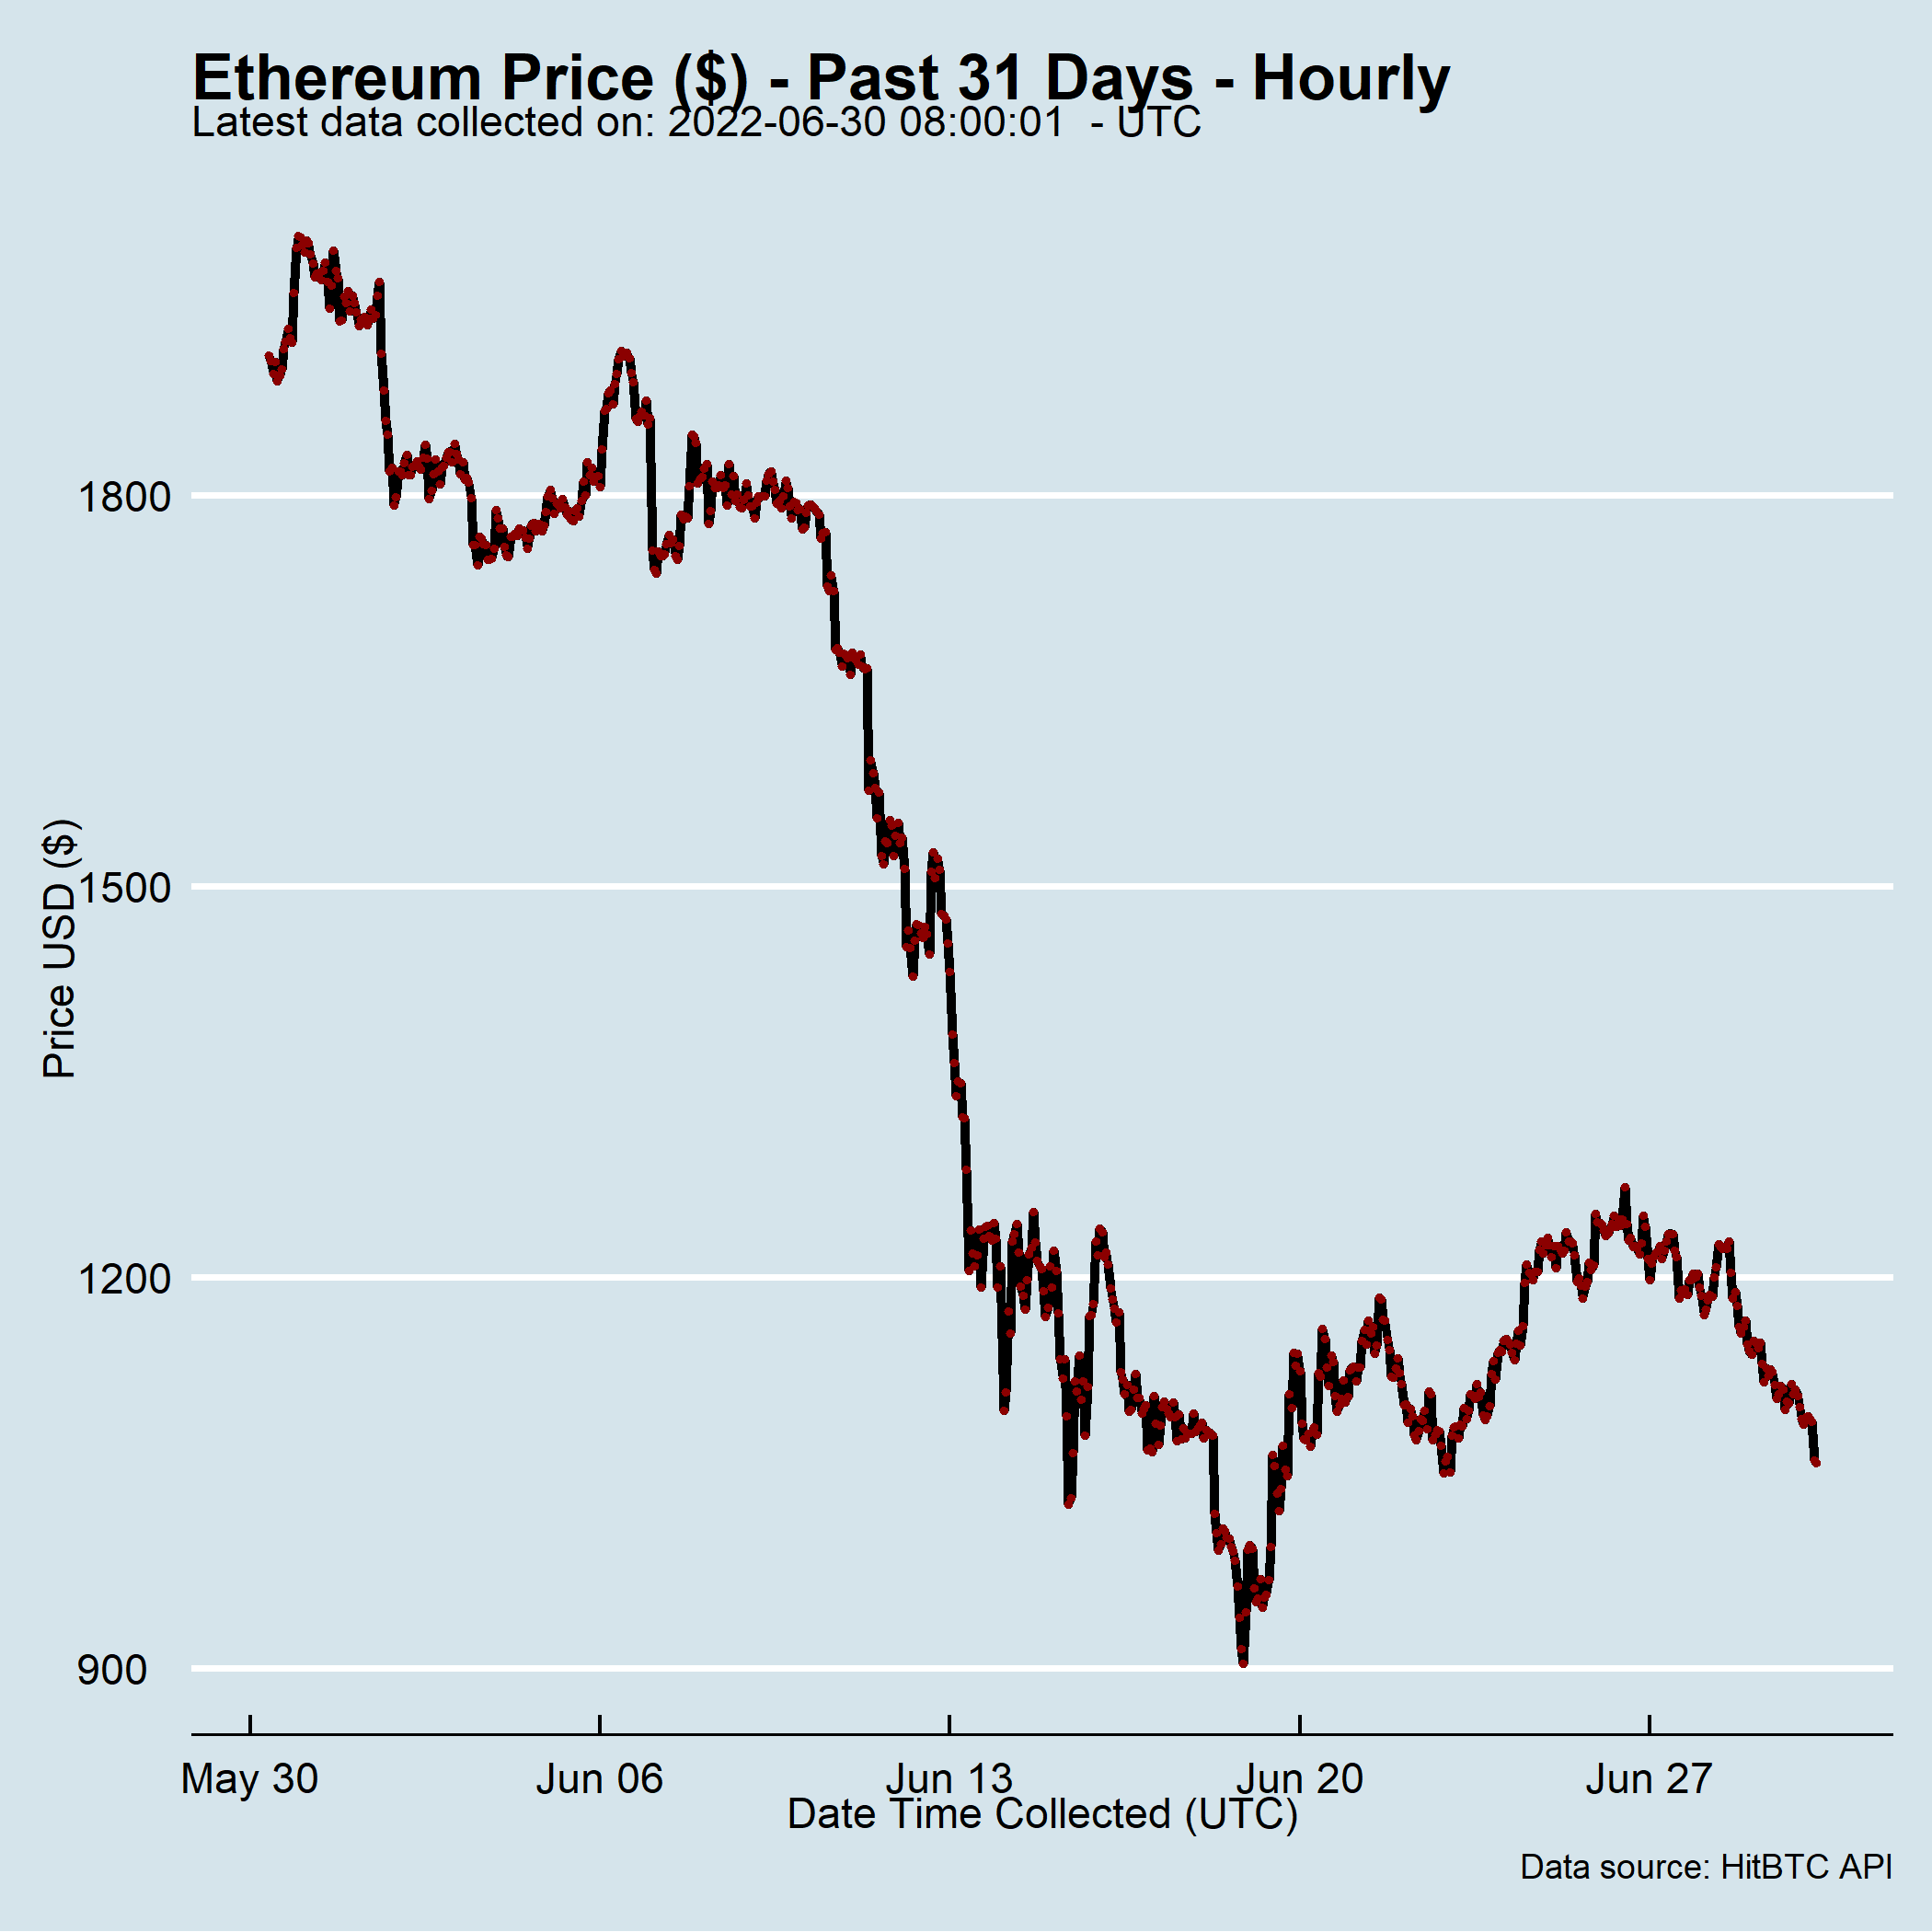 Ethereum Price ($) - Past 31 Days - Hourly
Latest data collected on: 2022-06-30 08:00:01  - UTC
Price USD ($)
1800
1500
1200
900
May 30 Jun 06 Jun 13 Jun 20 Jun 27
Date Time Collected (UTC)
Data source: HitBTC API